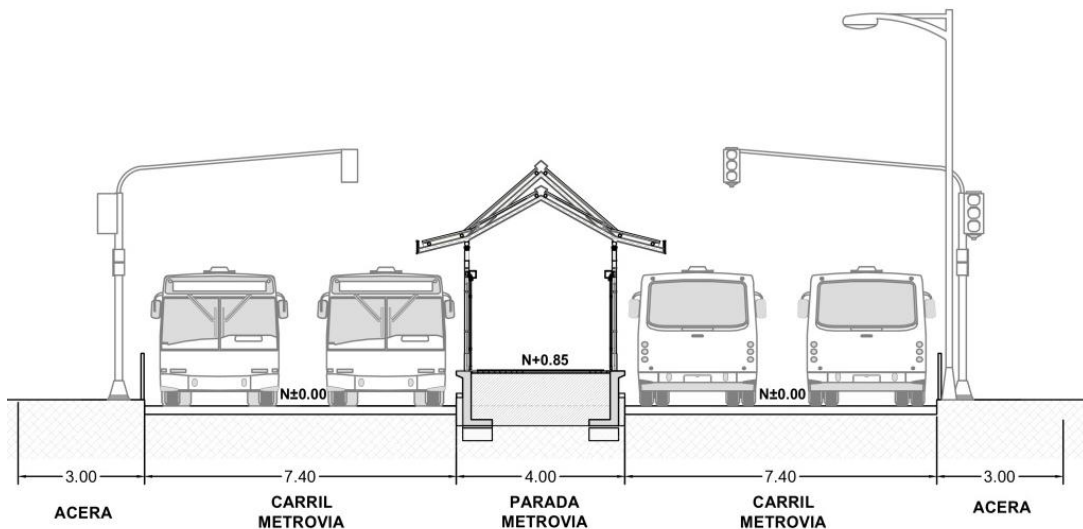 N+0.85
N±0.00
N±0.00
3.00
7.40
4.00
7.40
3.00
ACERA
CARRIL
METROVIA
PARADA
METROVIA
CARRIL
METROVIA
ACERA